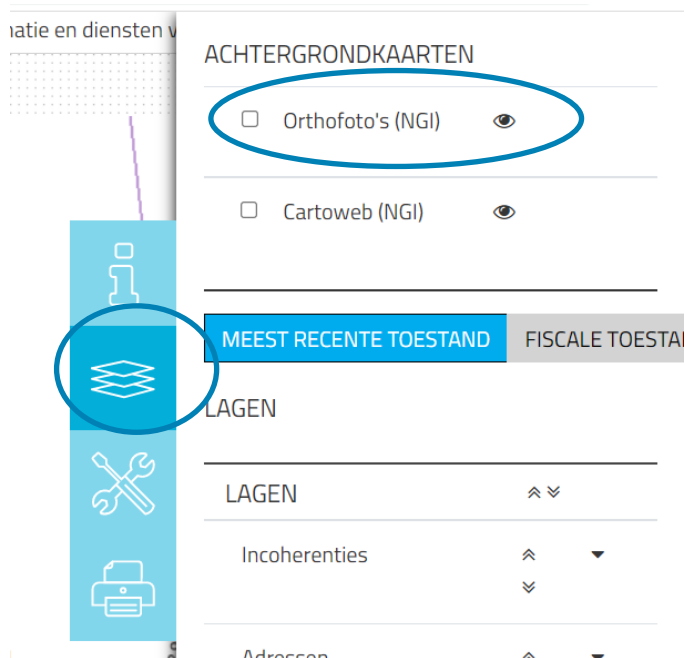 natie en diensten v
ACHTERGRONDKAARTEN
Orthofoto's (NGI)
Cartoweb (NGI)
MEEST RECENTE TOESTAND FISCALE TOESTA
LAGEN
LAGEN
Incoherenties
Adressen